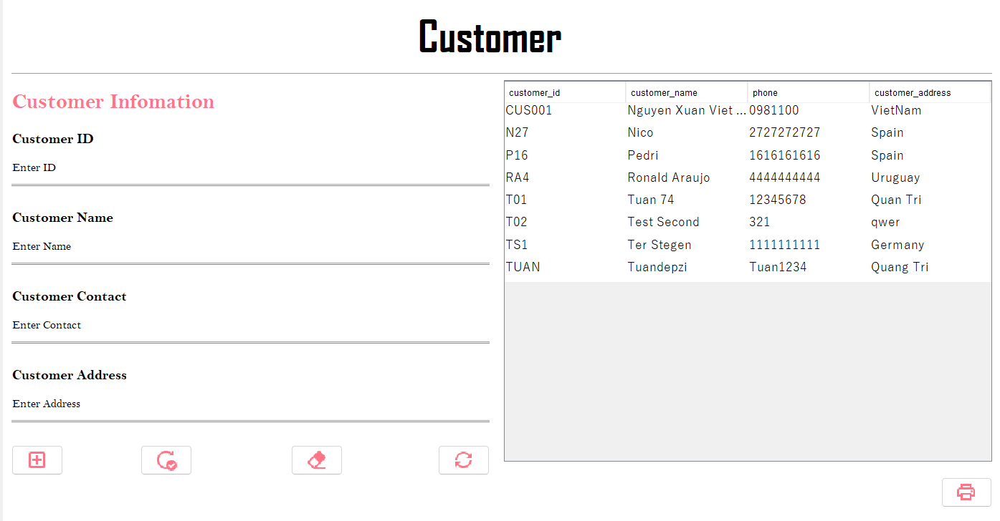 Customer
Customer Infomation
Customer ID
Enter ID
Customer Name
Enter Name
Customer Contact
Enter Contact
Customer Address
Enter Address
customer_id customer_name phone customer_address
CUS001 Nguyen Xuan Viet ... 0981100 VietNam
N27 Nico 2727272727 Spain
P16 Pedri 1616161616 Spain
RA4 Ronald Araujo 4444444444 Uruguay
T01 Tuan 74 12345678 Quan Tri
T02 Test Second 321 qwer
TS1 Ter Stegen 1111111111 Germany
TUAN Tuandepzi Tuan1234 Quang Tri